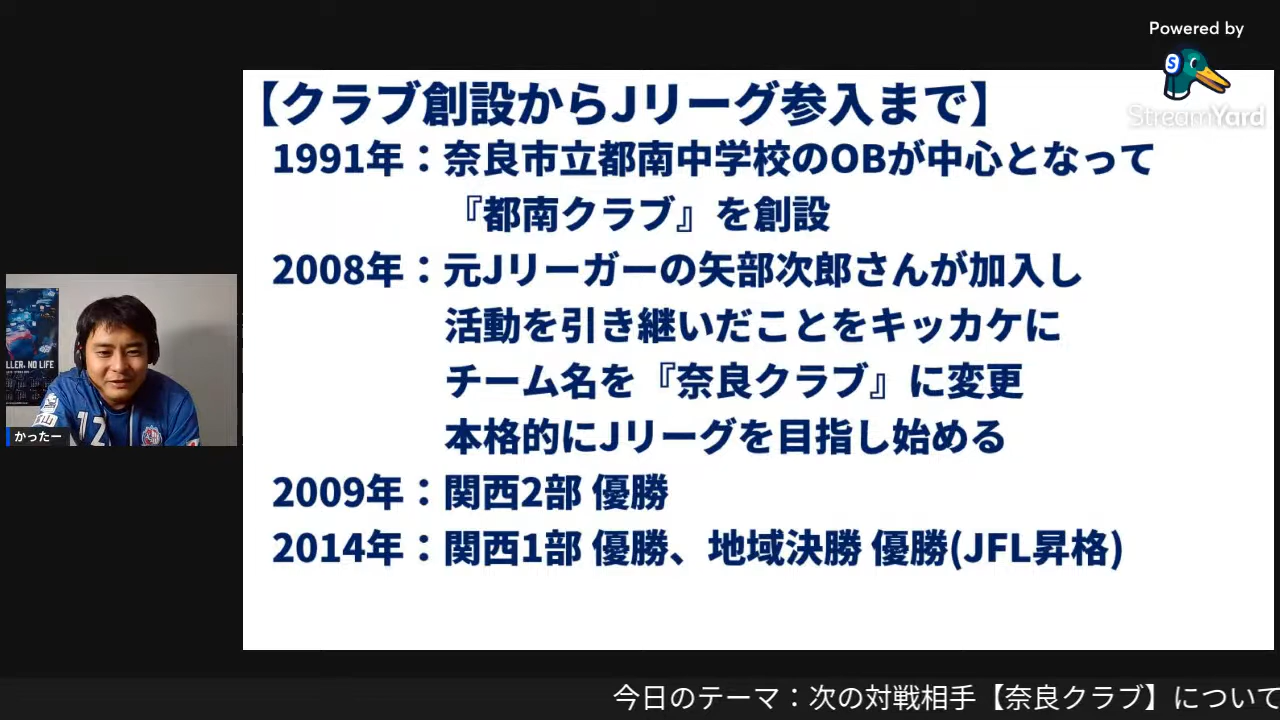 Powered by
StreamYard
【クラブ創設からJリーグ参入まで】
1991年：奈良市立都南中学校のOBが中心となって
『都南クラブ』を創設
2008年：元Jリーガーの矢部次郎さんが加入し
活動を引き継いだことをキッカケに
チーム名を『奈良クラブ』に変更
本格的にJリーグを目指し始める
2009年：関西2部 優勝
2014年：関西1部 優勝、地域決勝 優勝(JFL昇格)
LLER, NO LIFE
12
かったー
今日のテーマ：次の対戦相手【奈良クラブ】について